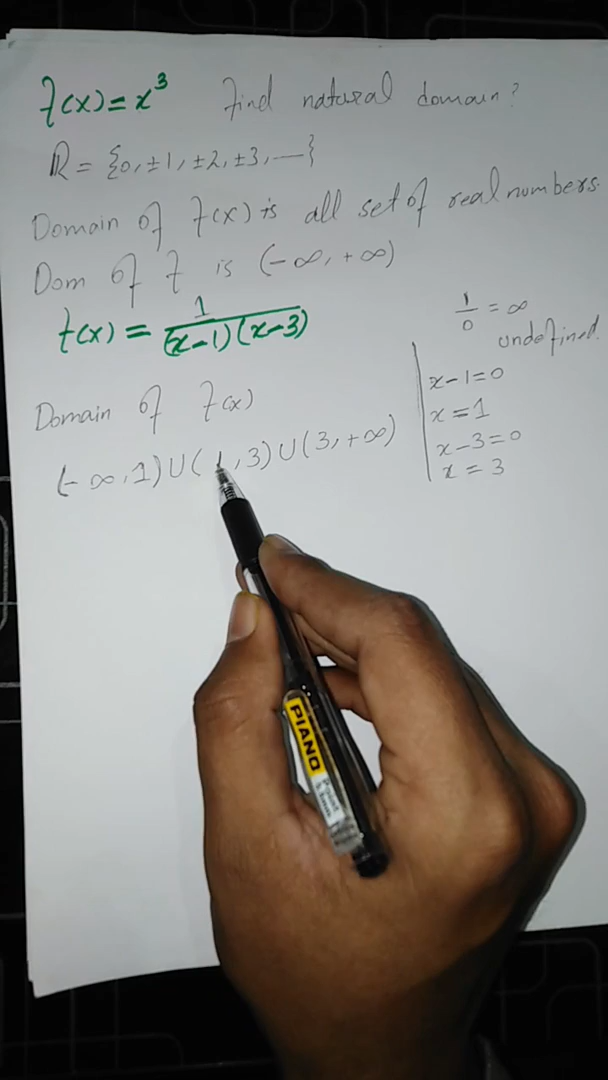 f(x) = x³ Find natural domain?
ℝ = {0, ±1, ±2, ±3, —}
Domain of f(x) is all set of real numbers.
Dom of f is (-∞, +∞)
f(x) = 1/(x-1)(x-3)
1/0 = ∞
undefined.
x-1=0
x=1
x-3=0
x=3
Domain of f(x)
(-∞, 1) ∪ (1, 3) ∪ (3, +∞)
PIANO
Point